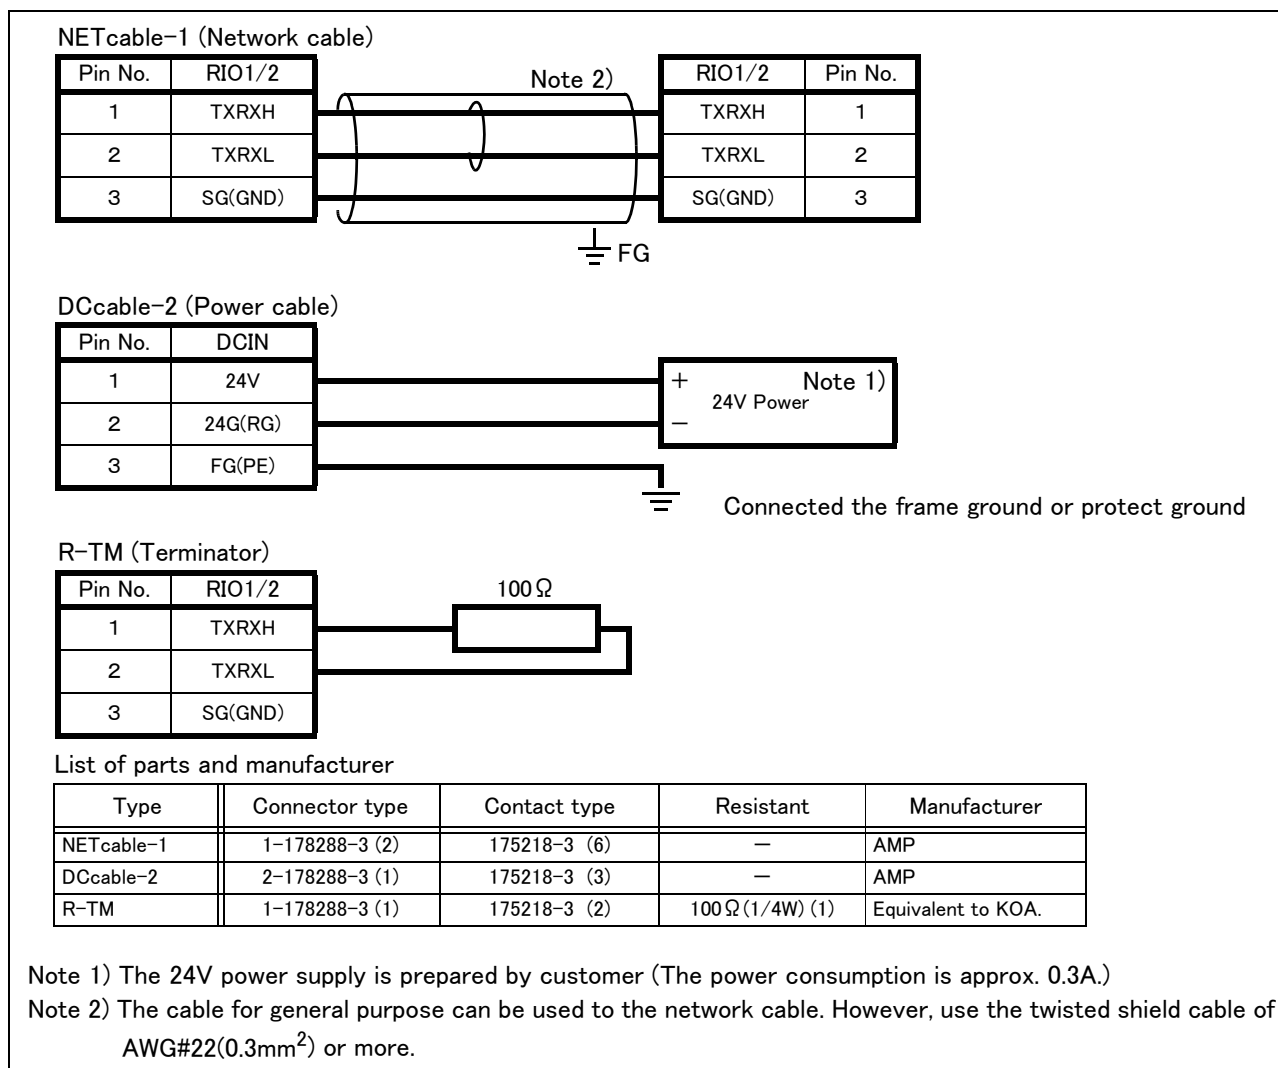 NETcable-1 (Network cable)
Pin No. RIO1/2 Note 2) RIO1/2 Pin No.
1 TXRXH TXRXH 1
2 TXRXL TXRXL 2
3 SG(GND) SG(GND) 3
FG
DCcable-2 (Power cable)
Pin No. DCIN
1 24V + Note 1)
24V Power
2 24G(RG) −
3 FG(PE)
Connected the frame ground or protect ground
R-TM (Terminator)
Pin No. RIO1/2 100Ω
1 TXRXH
2 TXRXL
3 SG(GND)
List of parts and manufacturer
Type Connector type Contact type Resistant Manufacturer
NETcable-1 1-178288-3 (2) 175218-3 (6) − AMP
DCcable-2 2-178288-3 (1) 175218-3 (3) − AMP
R-TM 1-178288-3 (1) 175218-3 (2) 100Ω(1/4W) (1) Equivalent to KOA.
Note 1) The 24V power supply is prepared by customer (The power consumption is approx. 0.3A.)
Note 2) The cable for general purpose can be used to the network cable. However, use the twisted shield cable of
AWG#22(0.3mm²) or more.